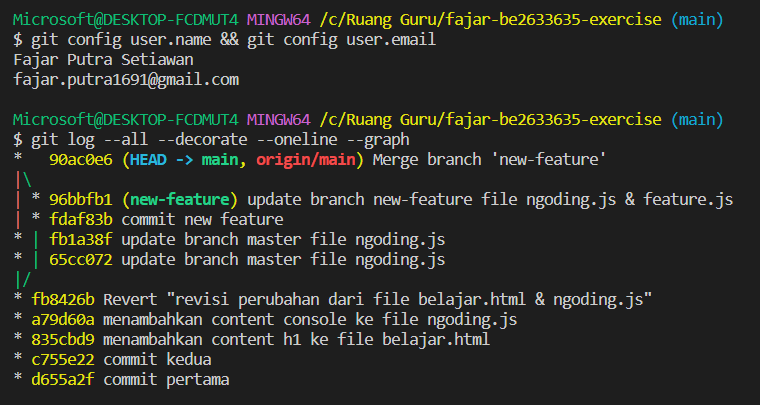 Microsoft@DESKTOP-FCDMUT4 MINGW64 /c/Ruang Guru/fajar-be2633635-exercise (main)
$ git config user.name && git config user.email
Fajar Putra Setiawan
fajar.putra1691@gmail.com

Microsoft@DESKTOP-FCDMUT4 MINGW64 /c/Ruang Guru/fajar-be2633635-exercise (main)
$ git log --all --decorate --oneline --graph
*   90ac0e6 (HEAD -> main, origin/main) Merge branch 'new-feature'
|\
| * 96bbfb1 (new-feature) update branch new-feature file ngoding.js & feature.js
| * fdaf83b commit new feature
* | fb1a38f update branch master file ngoding.js
* | 65cc072 update branch master file ngoding.js
|/
* fb8426b Revert "revisi perubahan dari file belajar.html & ngoding.js"
* a79d60a menambahkan content console ke file ngoding.js
* 835cbd9 menambahkan content h1 ke file belajar.html
* c755e22 commit kedua
* d655a2f commit pertama